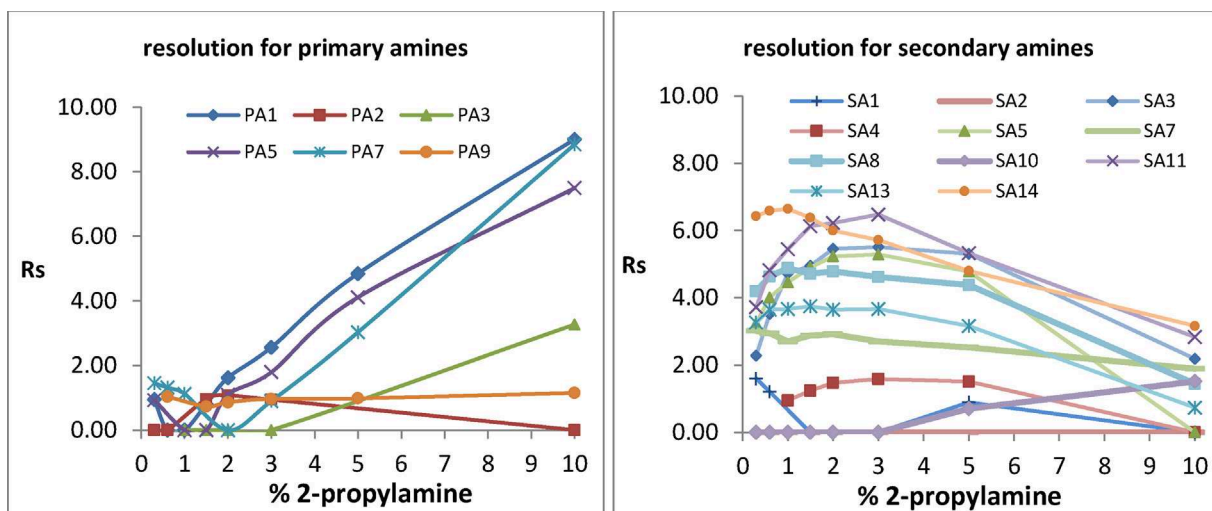 resolution for primary amines
10.00
8.00
6.00
4.00
2.00
0.00
Rs
PA1 PA2 PA3
PA5 PA7 PA9
0 1 2 3 4 5 6 7 8 9 10
% 2-propylamine
resolution for secondary amines
10.00
8.00
6.00
4.00
2.00
0.00
Rs
SA1 SA2 SA3
SA4 SA5 SA7
SA8 SA10 SA11
SA13 SA14
0 1 2 3 4 5 6 7 8 9 10
% 2-propylamine